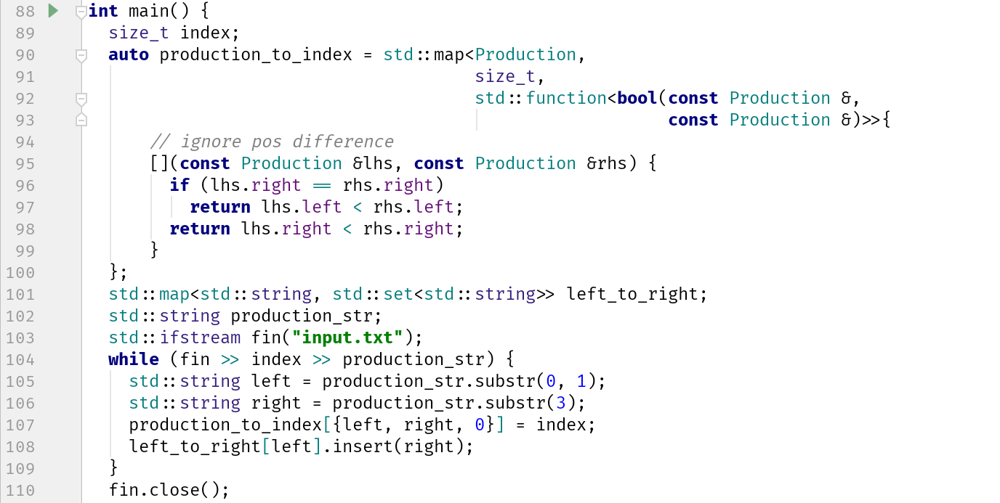 88 int main() {
89 size_t index;
90 auto production_to_index = std::map<Production,
91 size_t,
92 std::function<bool(const Production &,
93 const Production &)>>{
94 // ignore pos difference
95 [](const Production &lhs, const Production &rhs) {
96 if (lhs.right == rhs.right)
97 return lhs.left < rhs.left;
98 return lhs.right < rhs.right;
99 }
100 };
101 std::map<std::string, std::set<std::string>> left_to_right;
102 std::string production_str;
103 std::ifstream fin("input.txt");
104 while (fin >> index >> production_str) {
105 std::string left = production_str.substr(0, 1);
106 std::string right = production_str.substr(3);
107 production_to_index[{left, right, 0}] = index;
108 left_to_right[left].insert(right);
109 }
110 fin.close();